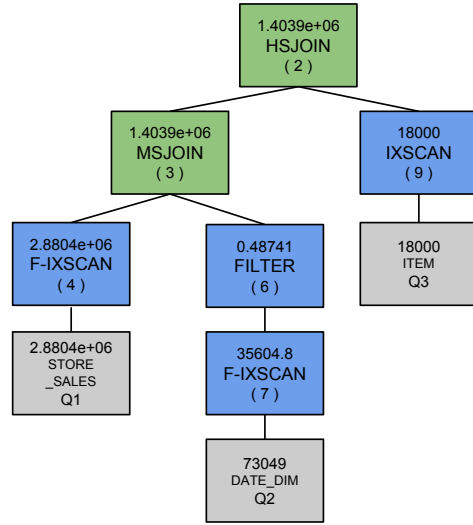 1.4039e+06
HSJOIN
( 2 )
1.4039e+06
MSJOIN
( 3 )
18000
IXSCAN
( 9 )
2.8804e+06
F-IXSCAN
( 4 )
0.48741
FILTER
( 6 )
18000
ITEM
Q3
2.8804e+06
STORE
_SALES
Q1
35604.8
F-IXSCAN
( 7 )
73049
DATE_DIM
Q2